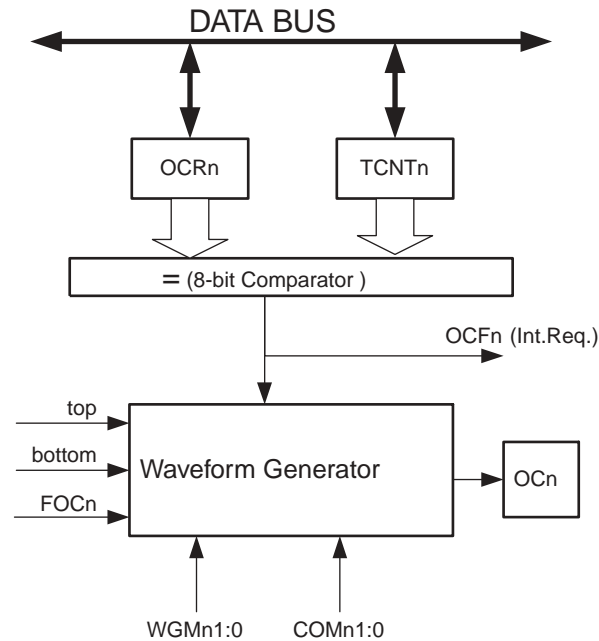 DATA BUS
OCRn
TCNTn
= (8-bit Comparator )
OCFn (Int.Req.)
top
bottom
FOCn
Waveform Generator
OCn
WGMn1:0
COMn1:0